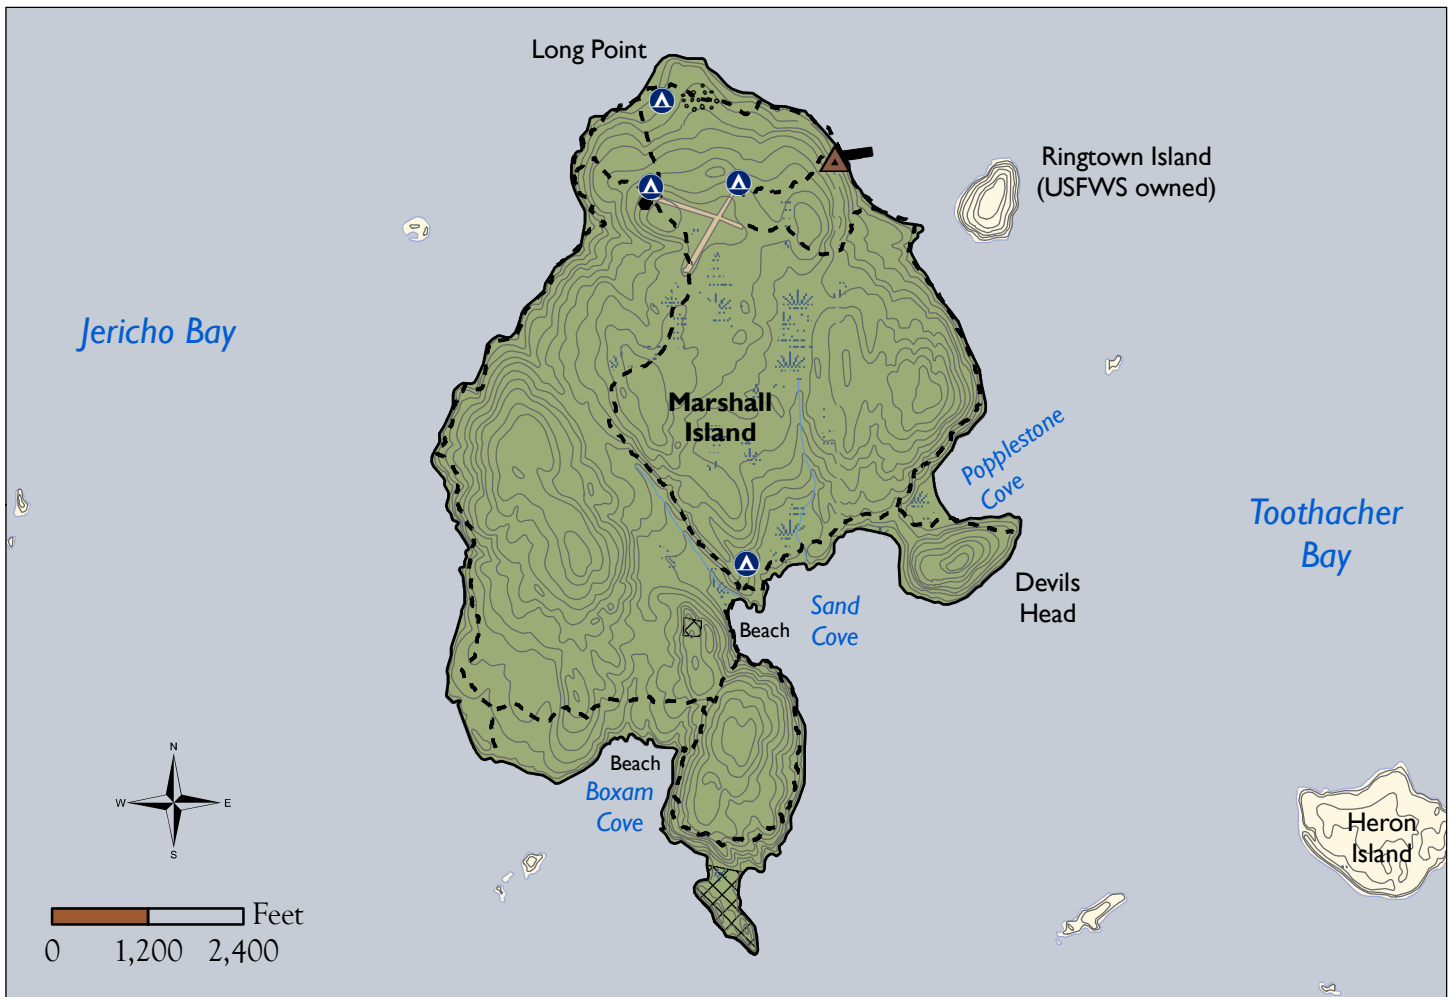 Long Point
Ringtown Island
(USFWS owned)
Jericho Bay
Marshall
Island
Popplestone
Cove
Toothacher
Bay
Devils
Head
Sand
Cove
Beach
Beach
Boxam
Cove
N
W
E
S
Heron
Island
Feet
0
1,200
2,400